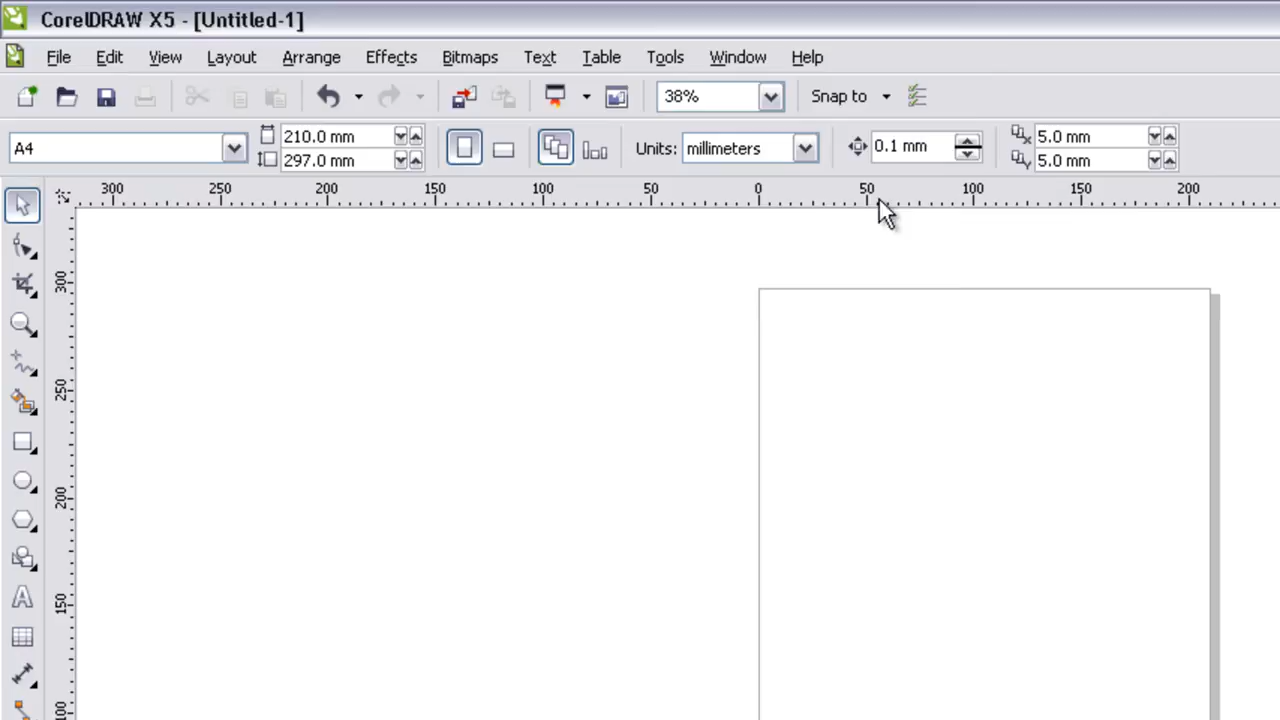 CorelDRAW X5 - [Untitled-1]
File Edit View Layout Arrange Effects Bitmaps Text Table Tools Window Help
38% Snap to
A4 210.0 mm 297.0 mm Units: millimeters 0.1 mm 5.0 mm 5.0 mm
300 250 200 150 100 50 0 50 100 150 200
300
250
200
150
100